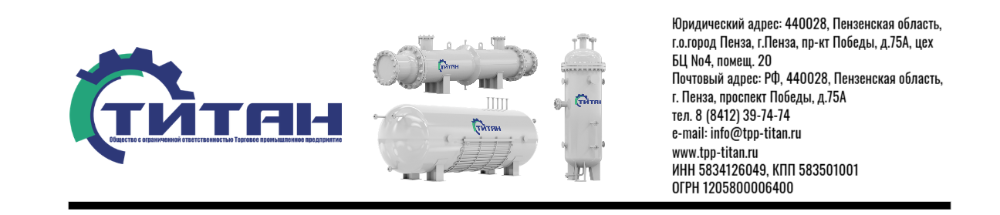 ТИТАН
Общество с ограниченной ответственностью Торговое промышленное предприятие
ТИТАН
ТИТАН
ТИТАН
Юридический адрес: 440028, Пензенская область,
г.о.город Пенза, г.Пенза, пр-кт Победы, д.75А, цех
БЦ №4, помещ. 20
Почтовый адрес: РФ, 440028, Пензенская область,
г. Пенза, проспект Победы, д.75А
тел. 8 (8412) 39-74-74
e-mail: info@tpp-titan.ru
www.tpp-titan.ru
ИНН 5834126049, КПП 583501001
ОГРН 1205800006400